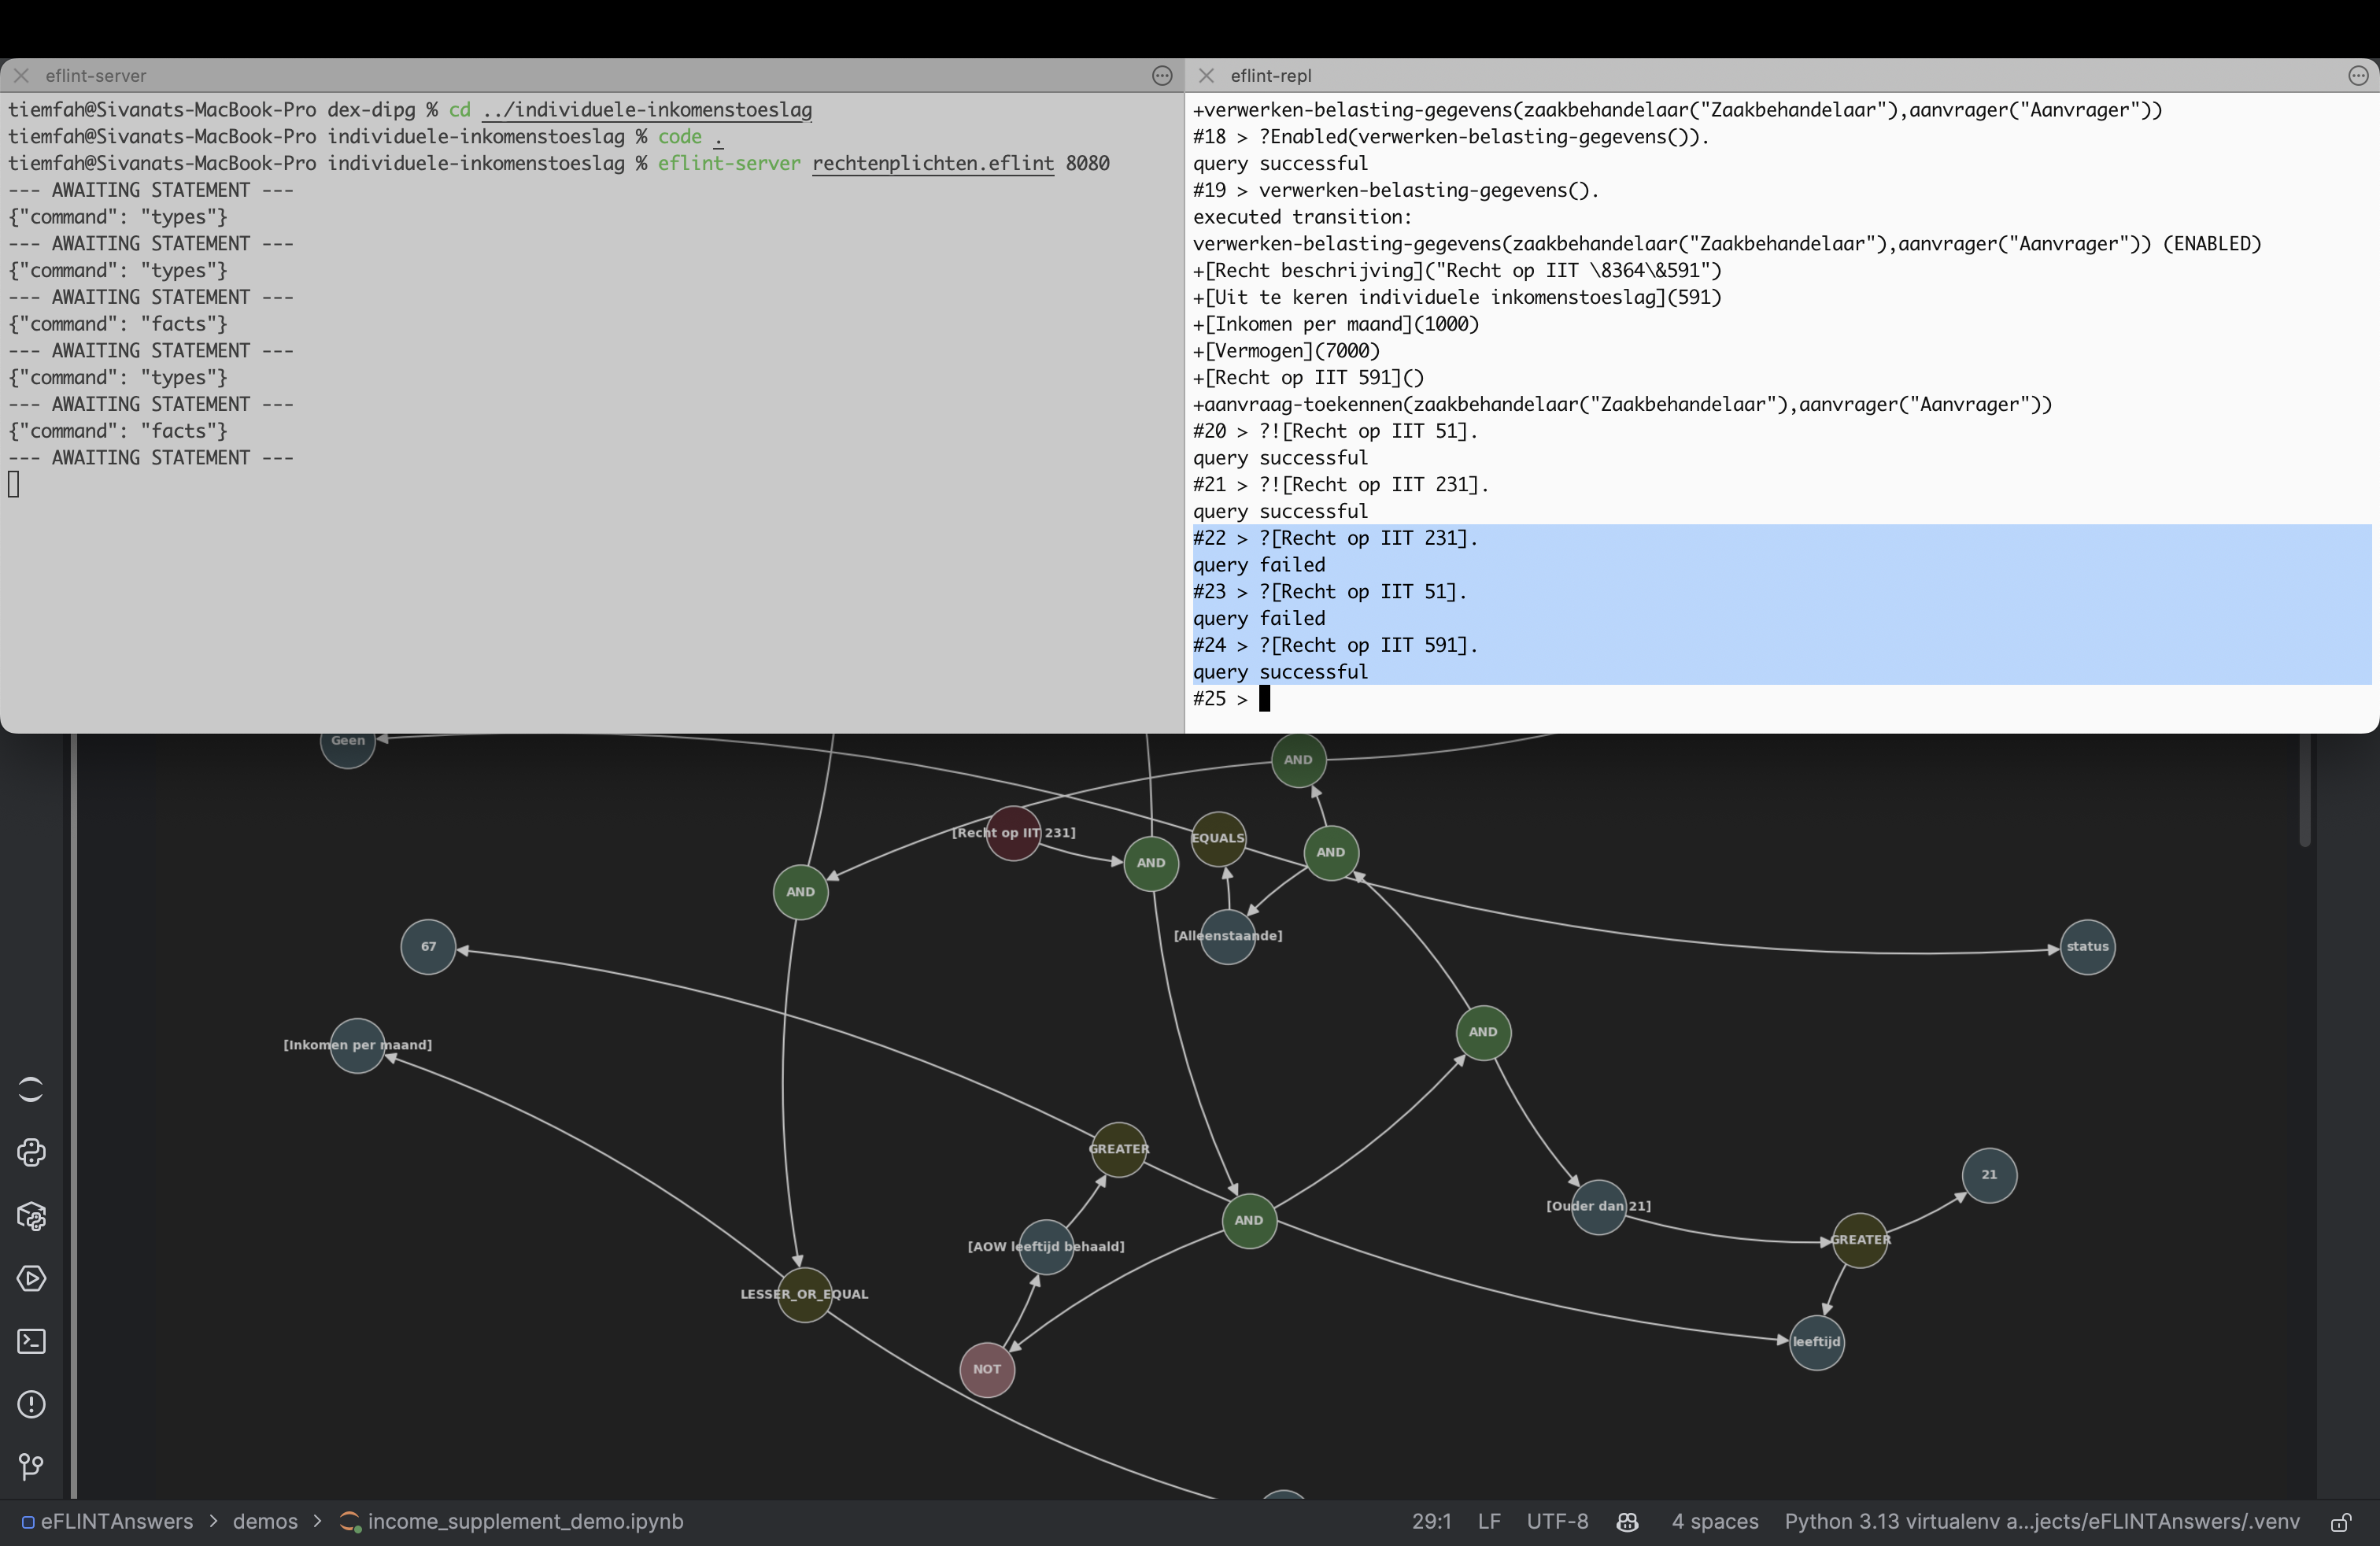 eflint-server
tiemfah@Sivanats-MacBook-Pro dex-dipg % cd ../individuele-inkomenstoeslag
tiemfah@Sivanats-MacBook-Pro individuele-inkomenstoeslag % code .
tiemfah@Sivanats-MacBook-Pro individuele-inkomenstoeslag % eflint-server rechtenplichten.eflint 8080
--- AWAITING STATEMENT ---
{"command": "types"}
--- AWAITING STATEMENT ---
{"command": "types"}
--- AWAITING STATEMENT ---
{"command": "facts"}
--- AWAITING STATEMENT ---
{"command": "types"}
--- AWAITING STATEMENT ---
{"command": "facts"}
--- AWAITING STATEMENT ---
eflint-repl
+verwerken-belasting-gegevens(zaakbehandelaar("Zaakbehandelaar"),aanvrager("Aanvrager"))
#18 > ?Enabled(verwerken-belasting-gegevens()).
query successful
#19 > verwerken-belasting-gegevens().
executed transition:
verwerken-belasting-gegevens(zaakbehandelaar("Zaakbehandelaar"),aanvrager("Aanvrager")) (ENABLED)
+[Recht beschrijving]("Recht op IIT \8364\&591")
+[Uit te keren individuele inkomenstoeslag](591)
+[Inkomen per maand](1000)
+[Vermogen](7000)
+[Recht op IIT 591]()
+aanvraag-toekennen(zaakbehandelaar("Zaakbehandelaar"),aanvrager("Aanvrager"))
#20 > ?![Recht op IIT 51].
query successful
#21 > ?![Recht op IIT 231].
query successful
#22 > ?[Recht op IIT 231].
query failed
#23 > ?[Recht op IIT 51].
query failed
#24 > ?[Recht op IIT 591].
query successful
#25 >
Geen
AND
[Recht op IIT 231]
EQUALS
AND
AND
AND
[Alleenstaande]
67
status
AND
[Inkomen per maand]
GREATER
21
[Ouder dan 21]
AND
GREATER
[AOW leeftijd behaald]
LESSER_OR_EQUAL
leeftijd
NOT
eFLINTAnswers > demos > income_supplement_demo.ipynb
29:1 LF UTF-8 4 spaces Python 3.13 virtualenv a...jects/eFLINTAnswers/.venv